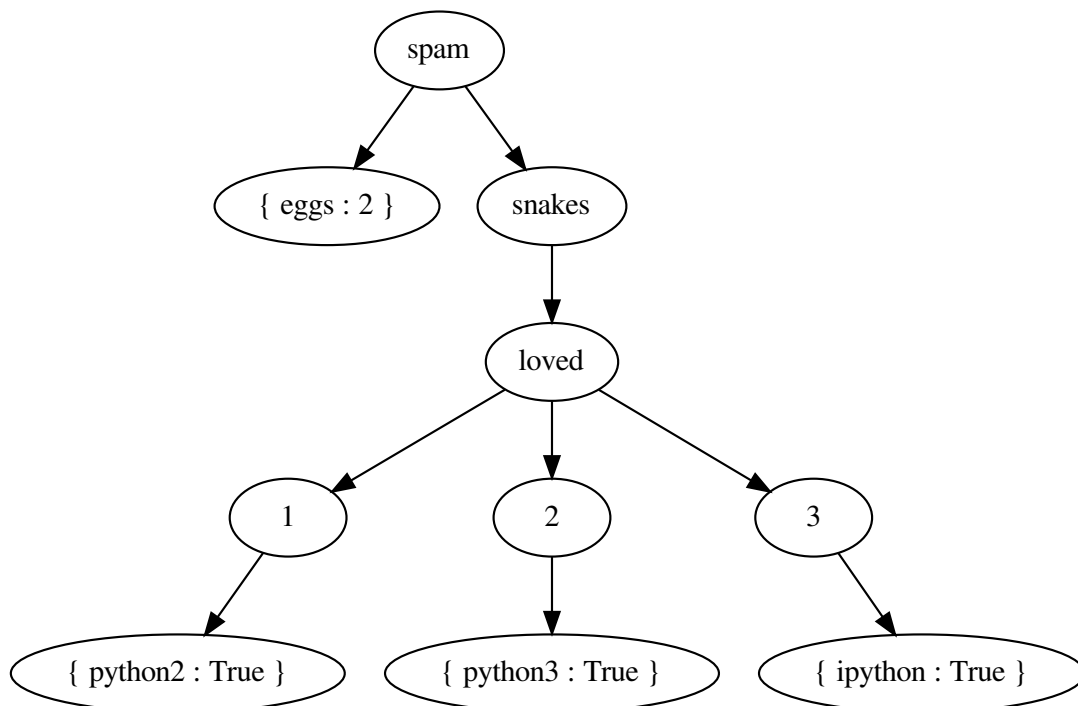 spam
{ eggs : 2 }
snakes
loved
1
2
3
{ python2 : True }
{ python3 : True }
{ ipython : True }